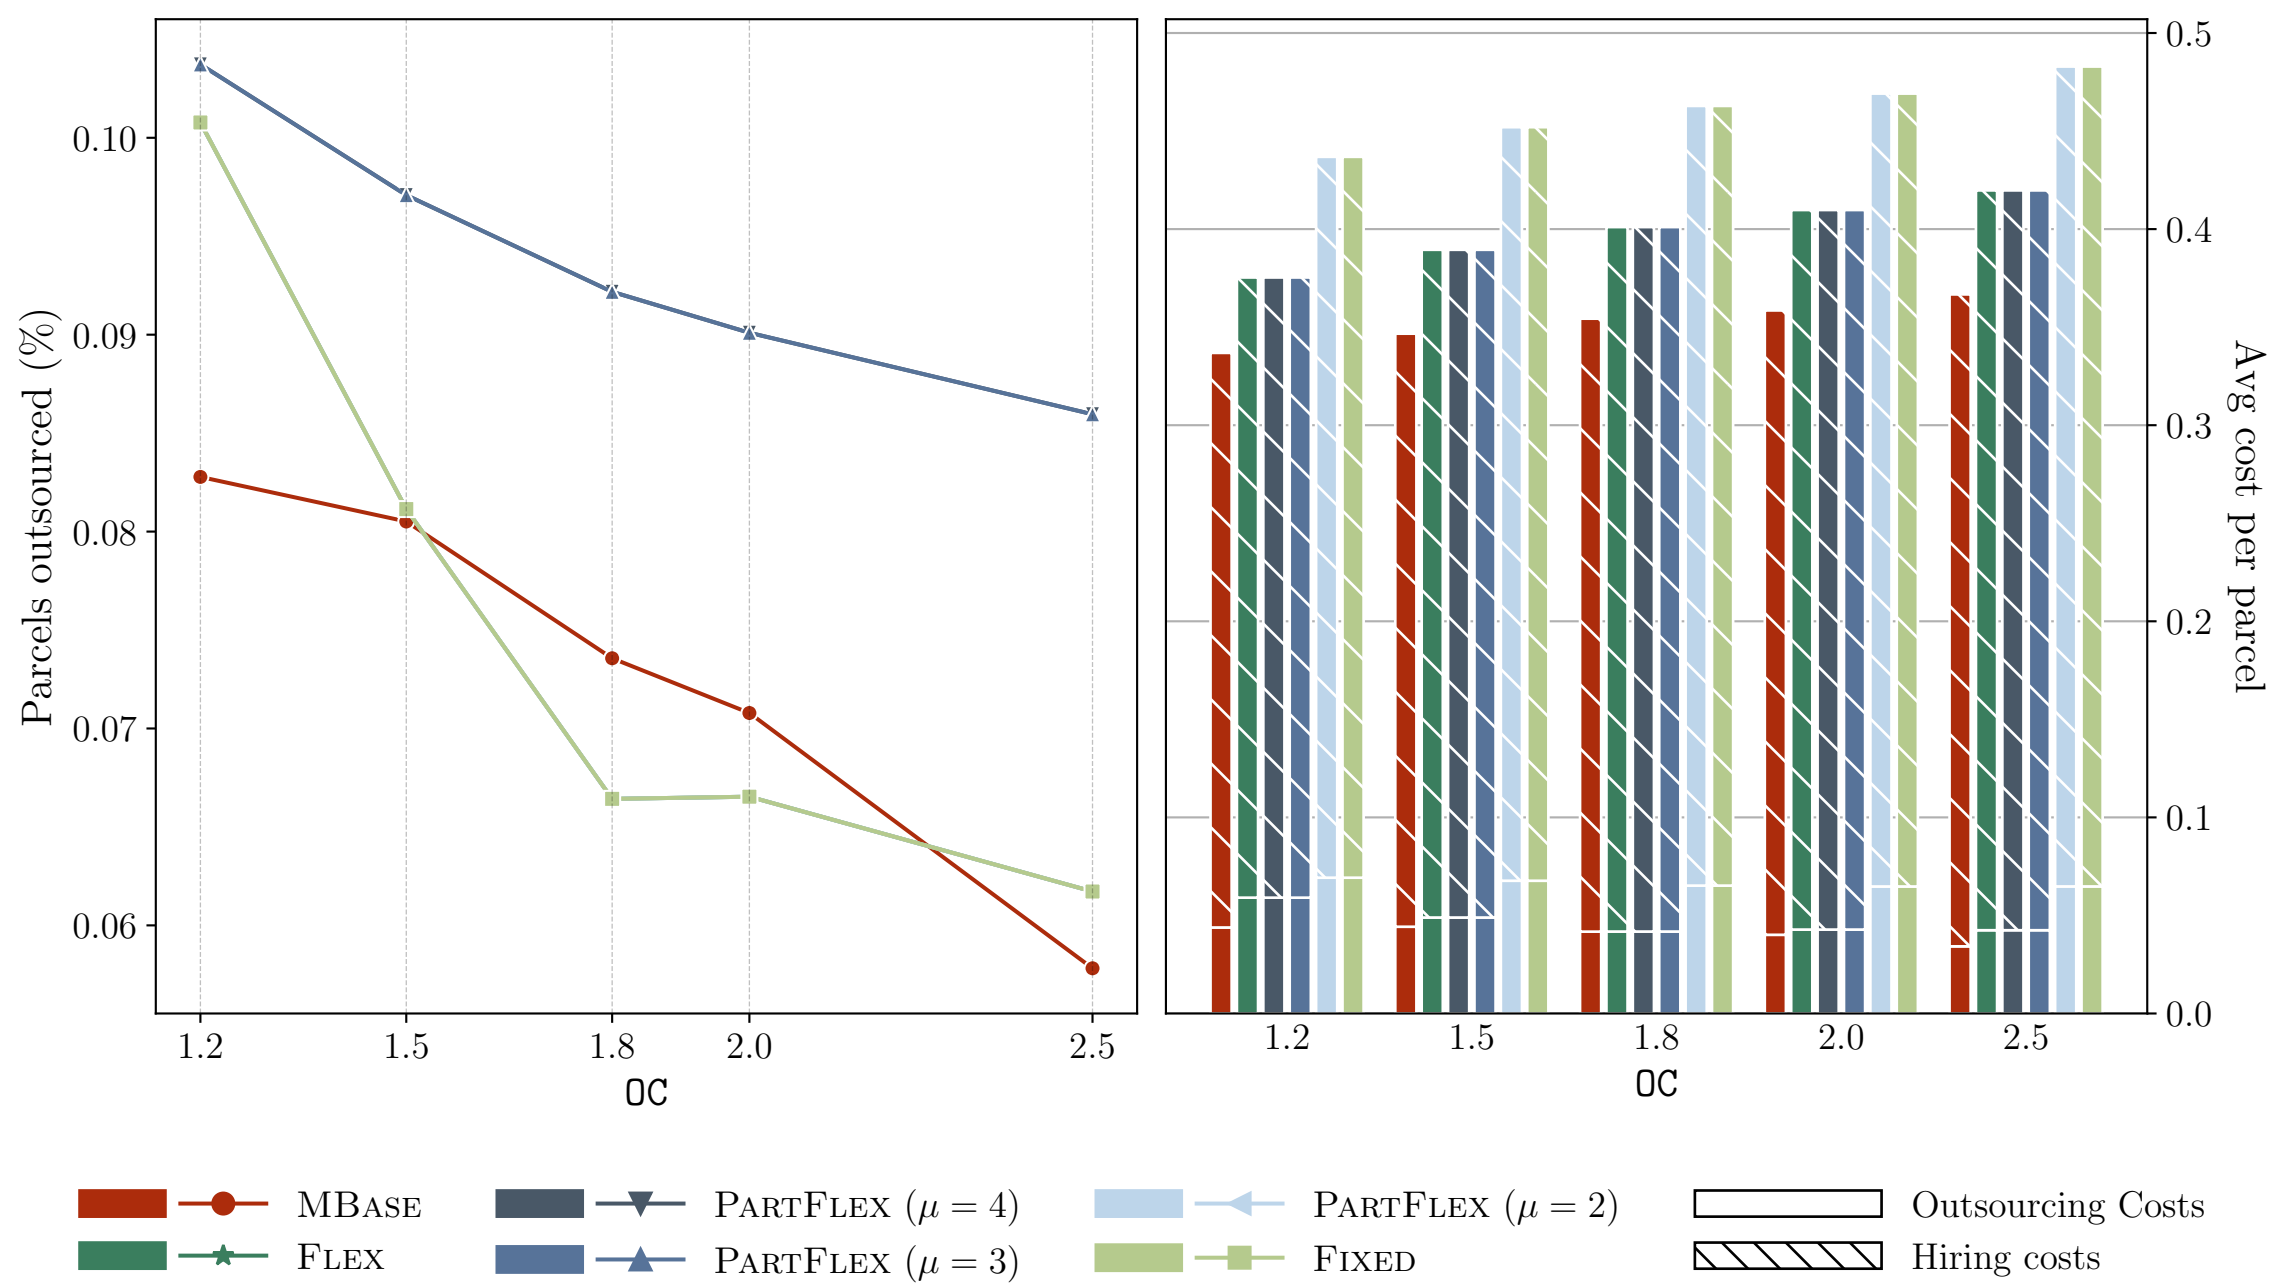 Parcels outsourced (%)
0.10
0.09
0.08
0.07
0.06
1.2 1.5 1.8 2.0 2.5
OC
0.5
0.4
0.3
0.2
0.1
0.0
Avg cost per parcel
1.2 1.5 1.8 2.0 2.5
OC
MBASE PARTFLEX (μ = 4) PARTFLEX (μ = 2) Outsourcing Costs
FLEX PARTFLEX (μ = 3) FIXED Hiring costs